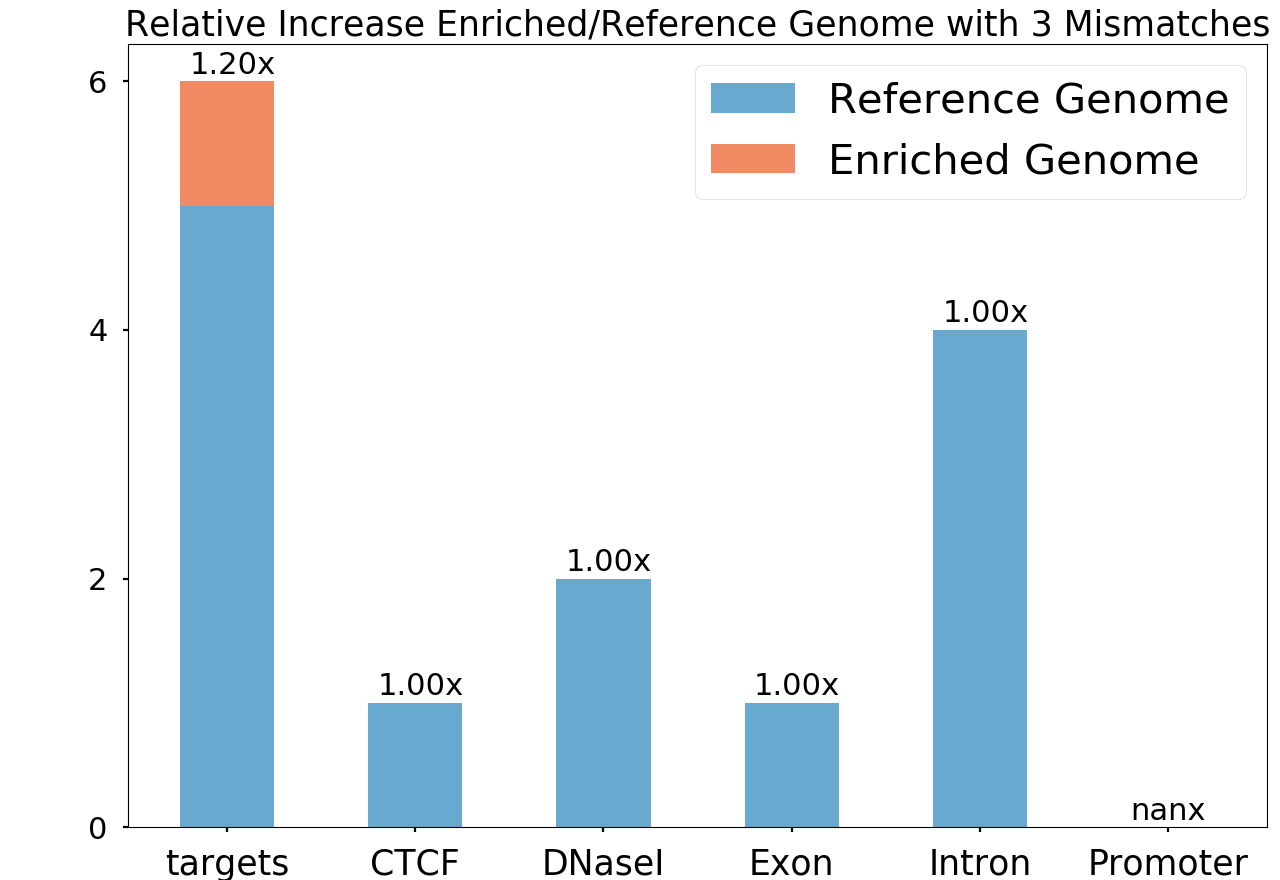 Relative Increase Enriched/Reference Genome with 3 Mismatches
1.20x
6
Reference Genome
Enriched Genome
1.00x
4
1.00x
2
1.00x
1.00x
nanx
0
targets CTCF DNaseI Exon Intron Promoter